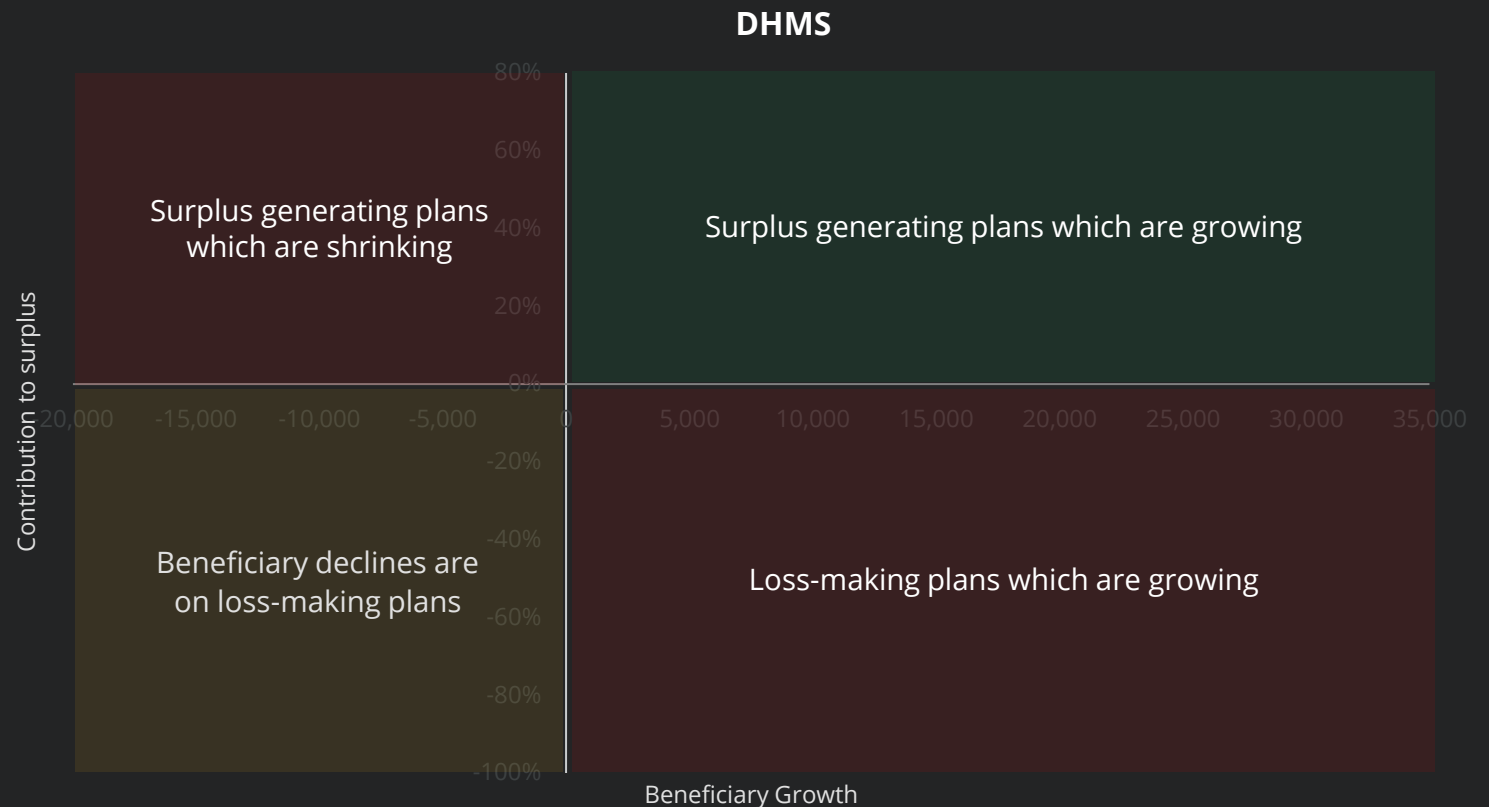 DHMS
80%
60%
Surplus generating plans
which are shrinking
40%
Surplus generating plans which are growing
20%
Contribution to surplus
0%
20,000 -15,000 -10,000 -5,000 0 5,000 10,000 15,000 20,000 25,000 30,000 35,000
-20%
-40%
Beneficiary declines are
on loss-making plans
Loss-making plans which are growing
-60%
-80%
-100%
Beneficiary Growth